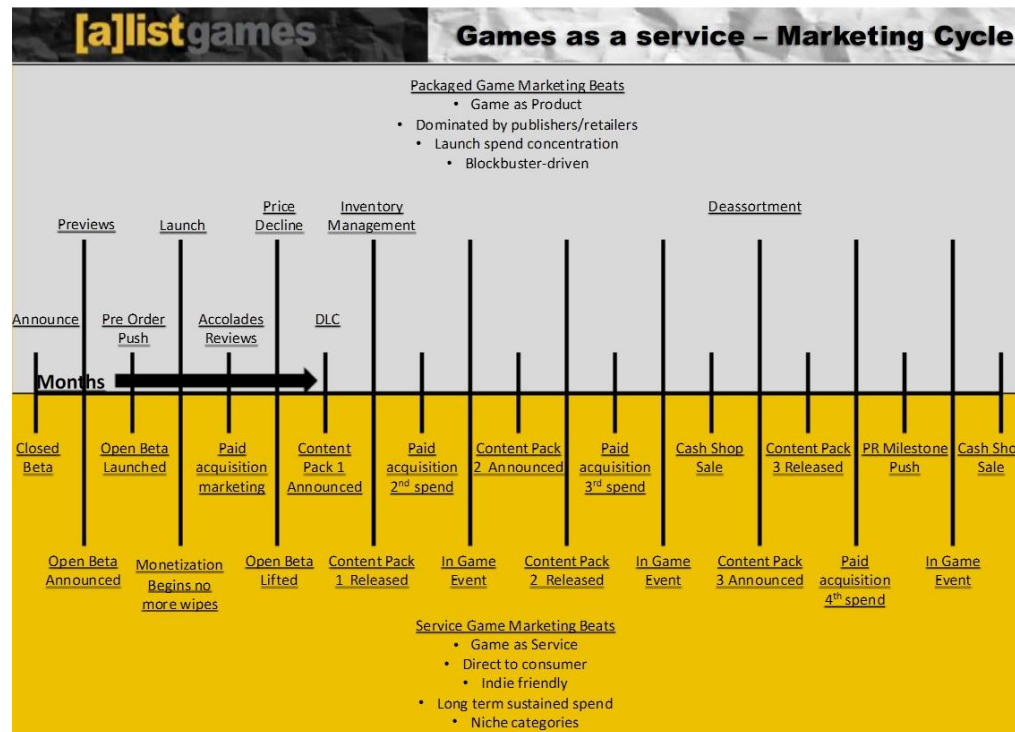 [a]listgames
Games as a service – Marketing Cycle
Packaged Game Marketing Beats
• Game as Product
• Dominated by publishers/retailers
• Launch spend concentration
• Blockbuster-driven
Previews
Launch
Price
Decline
Inventory
Management
Deassortment
Announce
Pre Order
Push
Accolades
Reviews
DLC
Months
Closed
Beta
Open Beta
Launched
Paid
acquisition
marketing
Content
Pack 1
Announced
Paid
acquisition
2nd spend
Content Pack
2 Announced
Paid
acquisition
3rd spend
Cash Shop
Sale
Content Pack
3 Released
PR Milestone
Push
Cash Sho
Sale
Open Beta
Announced
Monetization
Begins no
more wipes
Open Beta
Lifted
Content Pack
1 Released
In Game
Event
Content Pack
2 Released
In Game
Event
Content Pack
3 Announced
Paid
acquisition
4th spend
In Game
Event
Service Game Marketing Beats
• Game as Service
• Direct to consumer
• Indie friendly
• Long term sustained spend
• Niche categories